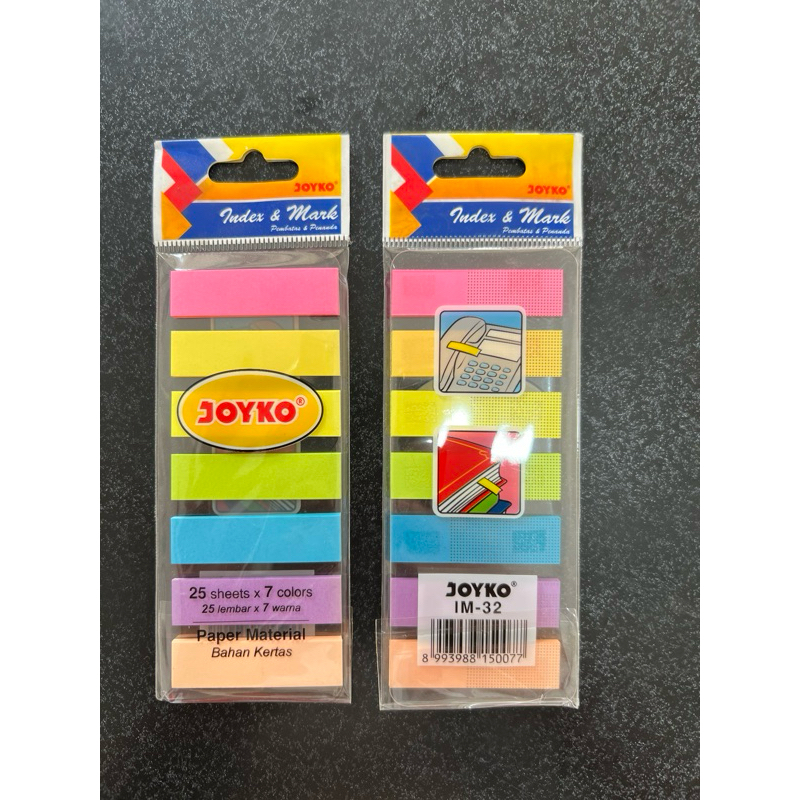 JOYKO®
Index & Mark
Pembatas & Penanda
JOYKO®
25 sheets x 7 colors
25 lembar x 7 warna
Paper Material
Bahan Kertas
JOYKO®
Index & Mark
Pembatas & Penanda
JOYKO®
IM-32
8 993988 150077